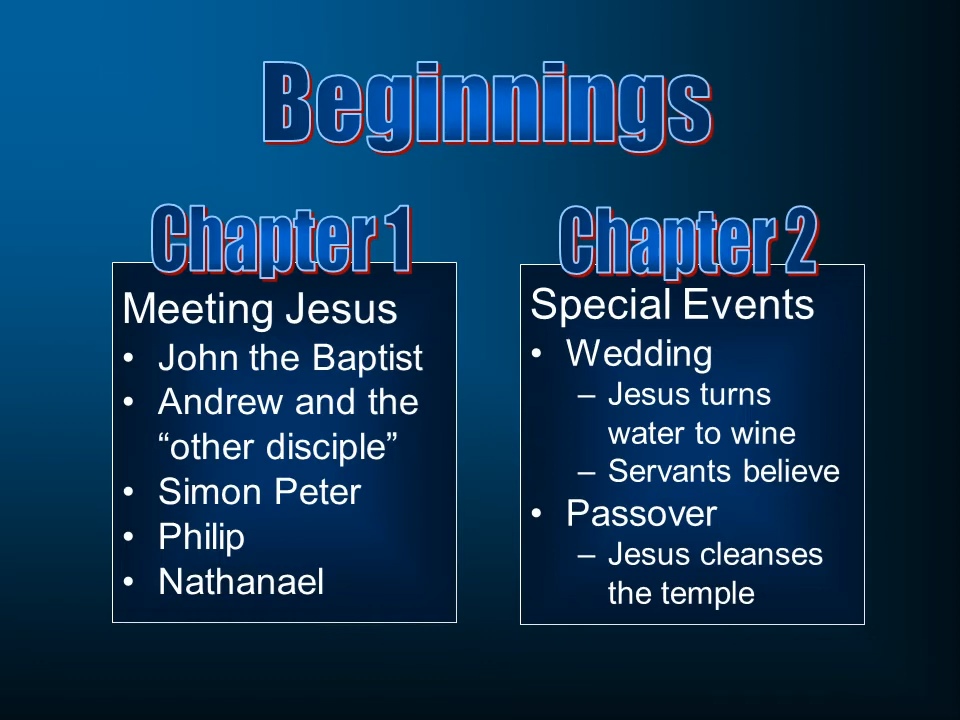 Beginnings
Chapter 1
Meeting Jesus
• John the Baptist
• Andrew and the
“other disciple”
• Simon Peter
• Philip
• Nathanael
Chapter 2
Special Events
• Wedding
– Jesus turns
water to wine
– Servants believe
• Passover
– Jesus cleanses
the temple